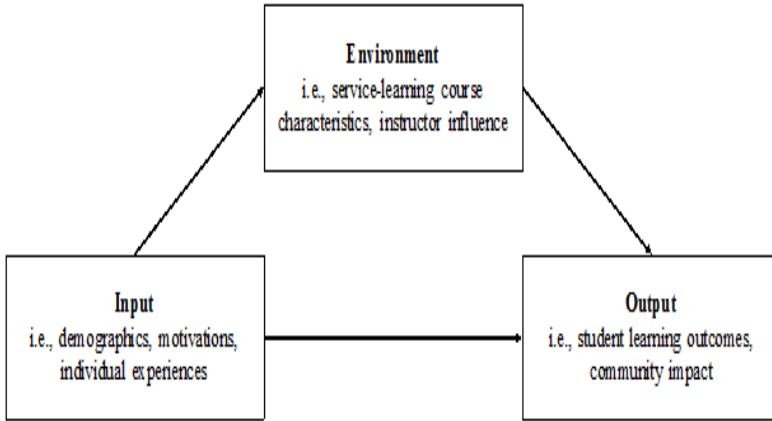 Environment
i.e., service-learning course
characteristics, instructor influence
Input
i.e., demographics, motivations,
individual experiences
Output
i.e., student learning outcomes,
community impact